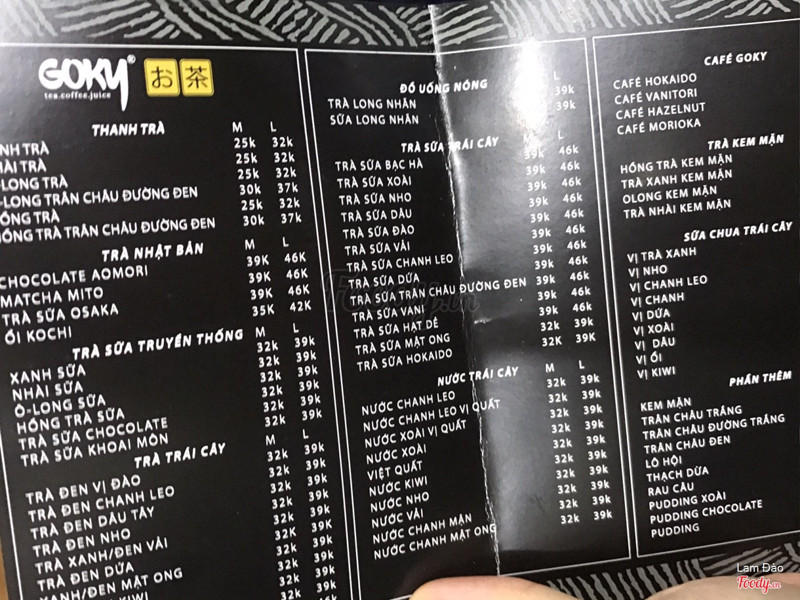 GOKY®
お茶
tea.coffee.juice
THANH TRÀ M L
NH TRÀ 25k 32k
HÀI TRÀ 25k 32k
-LONG TRÀ 25k 32k
-LONG TRÂN CHÂU ĐƯỜNG ĐEN 30k 37k
ỒNG TRÀ 25k 32k
ỒNG TRÀ TRÂN CHÂU ĐƯỜNG ĐEN 30k 37k
TRÀ NHẬT BẢN M L
CHOCOLATE AOMORI 39K 46K
MATCHA MITO 39K 46K
TRÀ SỮA OSAKA 39K 46K
ỔI KOCHI 35K 42K
TRÀ SỮA TRUYỀN THỐNG M L
XANH SỮA 32k 39k
NHÀI SỮA 32k 39k
Ô-LONG SỮA 32k 39k
HỒNG TRÀ SỮA 32k 39k
TRÀ SỮA CHOCOLATE 32k 39k
TRÀ SỮA KHOAI MÔN 32k 39k
TRÀ TRÁI CÂY M L
TRÀ ĐEN VỊ ĐÀO 32k 39k
TRÀ ĐEN CHANH LEO 32k 39k
TRÀ ĐEN DÂU TÂY 32k 39k
TRÀ ĐEN NHO 32k 39k
TRÀ XANH/ĐEN VẢI 32k 39K
TRÀ ĐEN DỨA 32k 39k
XANH/ĐEN MẬT ONG 32k 39k
KIWI 32k 39k
ĐỒ UỐNG NÓNG L
TRÀ LONG NHÃN 39k
SỮA LONG NHÃN 39k
TRÀ SỮA TRÁI CÂY
TRÀ SỮA BẠC HÀ 39k 46k
TRÀ SỮA XOÀI 39k 46k
TRÀ SỮA NHO 39k 46k
TRÀ SỮA DÂU 39k 46k
TRÀ SỮA ĐÀO 39k 46k
TRÀ SỮA VẢI 39k 46k
TRÀ SỮA CHANH LEO 39k 46k
TRÀ SỮA DỨA 39k 46k
TRÀ SỮA TRÂN CHÂU ĐƯỜNG ĐEN 39k 46k
TRÀ SỮA VANI 39k 46k
TRÀ SỮA HẠT DẺ 39k 46k
TRÀ SỮA MẬT ONG 32k 39k
TRÀ SỮA HOKAIDO 32K 39K
NƯỚC TRÁI CÂY M L
NƯỚC CHANH LEO 32k 39k
NƯỚC CHANH LEO VỊ QUẤT 32k 39k
NƯỚC XOÀI VỊ QUẤT 32k 39k
NƯỚC XOÀI 32k 39k
VIỆT QUẤT 32k 39k
NƯỚC KIWI 32k 39k
NƯỚC NHO 32k 39k
NƯỚC VẢI 32k 39k
NƯỚC CHANH MẬN 32k 39k
NƯỚC CHANH MẬT ONG 32k 39k
CAFÉ GOKY
CAFÉ HOKAIDO
CAFÉ VANITORI
CAFÉ HAZELNUT
CAFÉ MORIOKA
TRÀ KEM MẶN
HỒNG TRÀ KEM MẶN
TRÀ XANH KEM MẶN
OLONG KEM MẶN
TRÀ NHÀI KEM MẶN
SỮA CHUA TRÁI CÂY
VỊ TRÀ XANH
VỊ NHO
VỊ CHANH LEO
VỊ CHANH
VỊ DỨA
VỊ XOÀI
VỊ DÂU
VỊ ỔI
VỊ KIWI
PHẦN THÊM
KEM MẶN
TRÂN CHÂU TRẮNG
TRÂN CHÂU ĐƯỜNG TRẮNG
TRÂN CHÂU ĐEN
LÔ HỘI
THẠCH DỪA
RAU CÂU
PUDDING XOÀI
PUDDING CHOCOLATE
PUDDING
Foody.vn
Lam Đào
Foody.vn